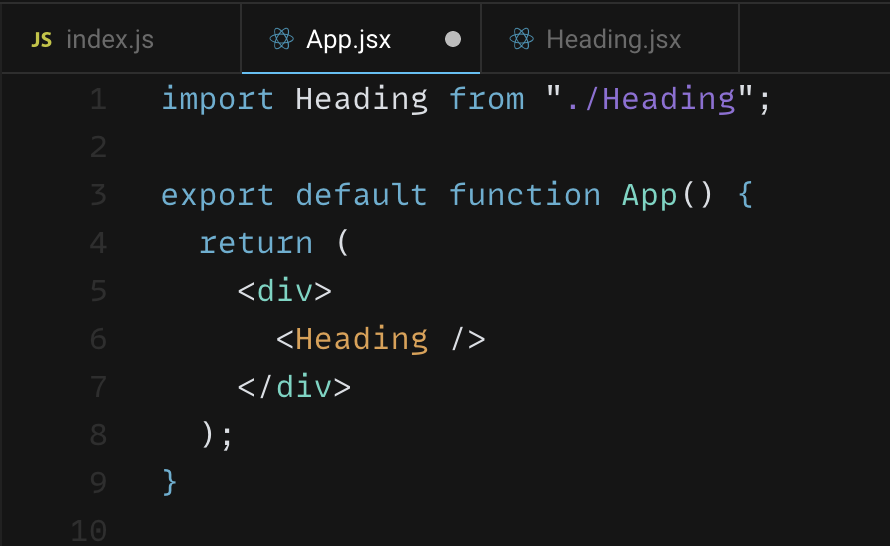 JS index.js App.jsx Heading.jsx
1 import Heading from "./Heading";
2
3 export default function App() {
4   return (
5     <div>
6       <Heading />
7     </div>
8   );
9 }
10